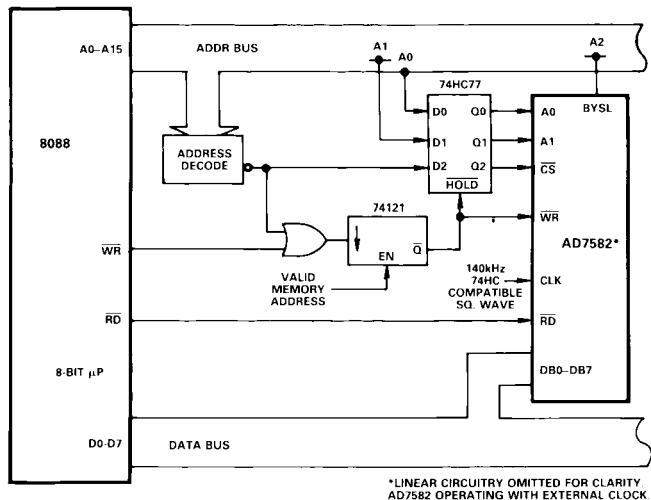 A0–A15
ADDR BUS
A1
A0
A2
74HC77
8088
ADDRESS
DECODE
D0
D1
D2
Q0
Q1
Q2
HOLD
BYSL
A0
A1
CS
74121
EN
Q
WR
WR
AD7582*
VALID
MEMORY
ADDRESS
140kHz
74HC
COMPATIBLE
SQ. WAVE
CLK
RD
RD
8-BIT μP
DB0–DB7
D0-D7
DATA BUS
*LINEAR CIRCUITRY OMITTED FOR CLARITY.
AD7582 OPERATING WITH EXTERNAL CLOCK.